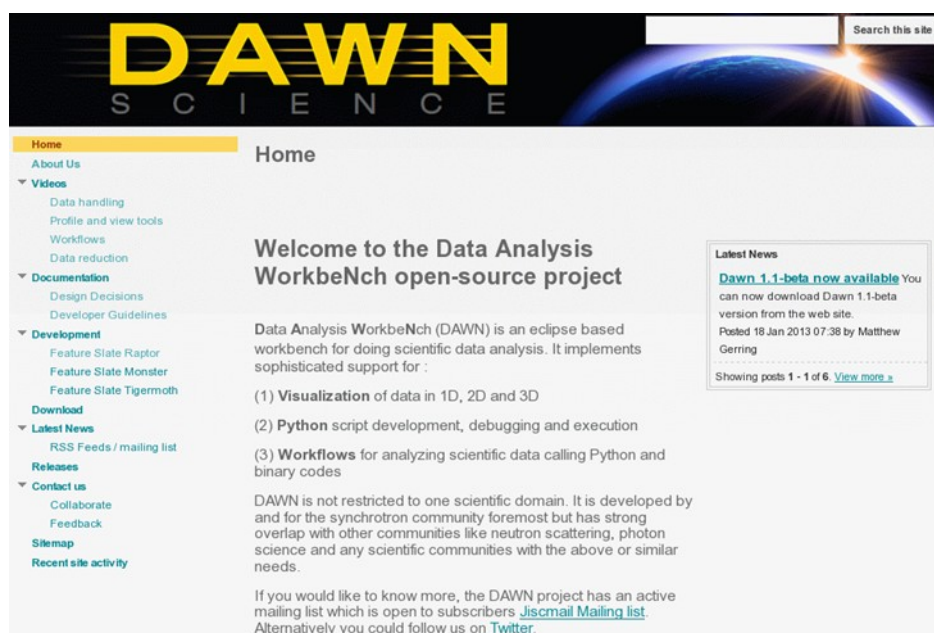 DAWN
SCIENCE
Search this site
Home
About Us
Videos
Data handling
Profile and view tools
Workflows
Data reduction
Documentation
Design Decisions
Developer Guidelines
Development
Feature Slate Raptor
Feature Slate Monster
Feature Slate Tigermoth
Download
Latest News
RSS Feeds / mailing list
Releases
Contact us
Collaborate
Feedback
Sitemap
Recent site activity
Home
Welcome to the Data Analysis
WorkbeNch open-source project
Data Analysis WorkbeNch (DAWN) is an eclipse based
workbench for doing scientific data analysis. It implements
sophisticated support for :
(1) Visualization of data in 1D, 2D and 3D
(2) Python script development, debugging and execution
(3) Workflows for analyzing scientific data calling Python and
binary codes
DAWN is not restricted to one scientific domain. It is developed by
and for the synchrotron community foremost but has strong
overlap with other communities like neutron scattering, photon
science and any scientific communities with the above or similar
needs.
If you would like to know more, the DAWN project has an active
mailing list which is open to subscribers Jiscmail Mailing list.
Alternatively you could follow us on Twitter.
Latest News
Dawn 1.1-beta now available You
can now download Dawn 1.1-beta
version from the web site.
Posted 18 Jan 2013 07:38 by Matthew
Gerring
Showing posts 1 - 1 of 6. View more »